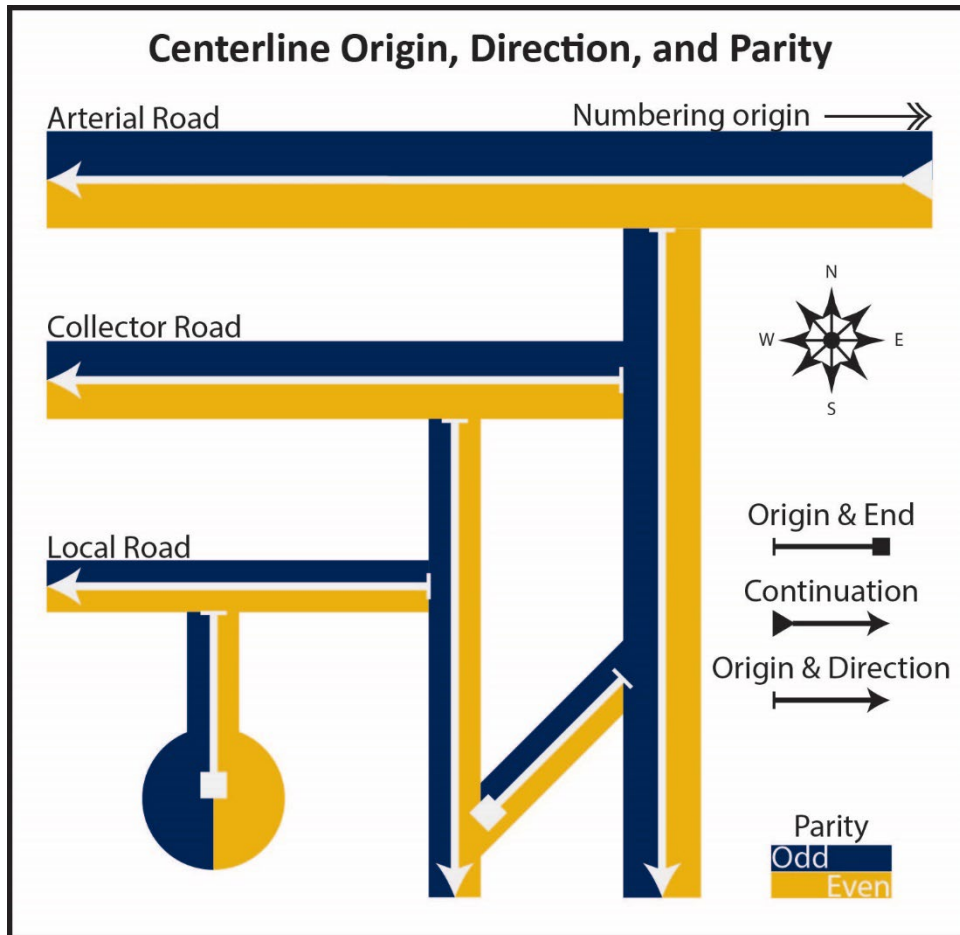 Centerline Origin, Direction, and Parity
Arterial Road
Numbering origin
N
Collector Road
W
E
S
Origin & End
Local Road
Continuation
Origin & Direction
Parity
Odd
Even